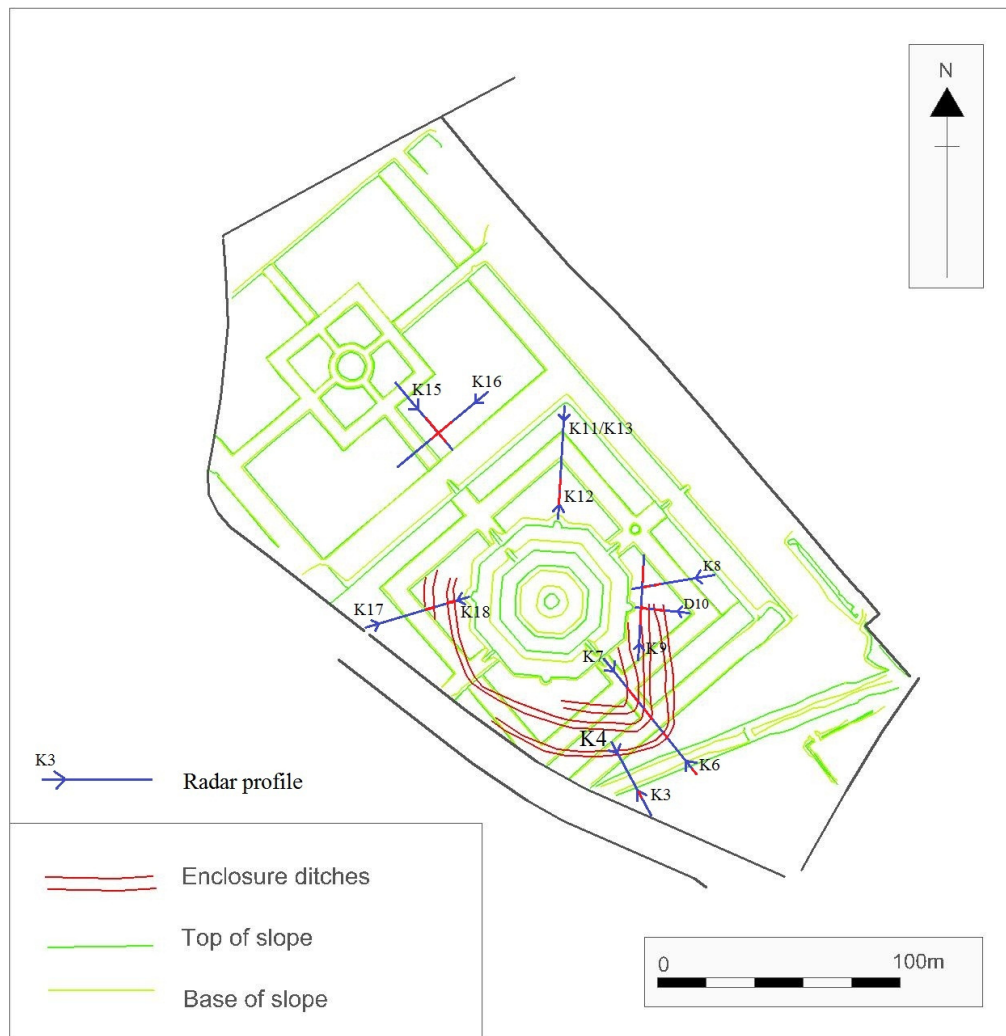 N
K15
K16
K11/K13
K12
K8
D10
K17
K18
K9
K7
K4
K6
K3
K3
Radar profile
Enclosure ditches
Top of slope
Base of slope
0
100m